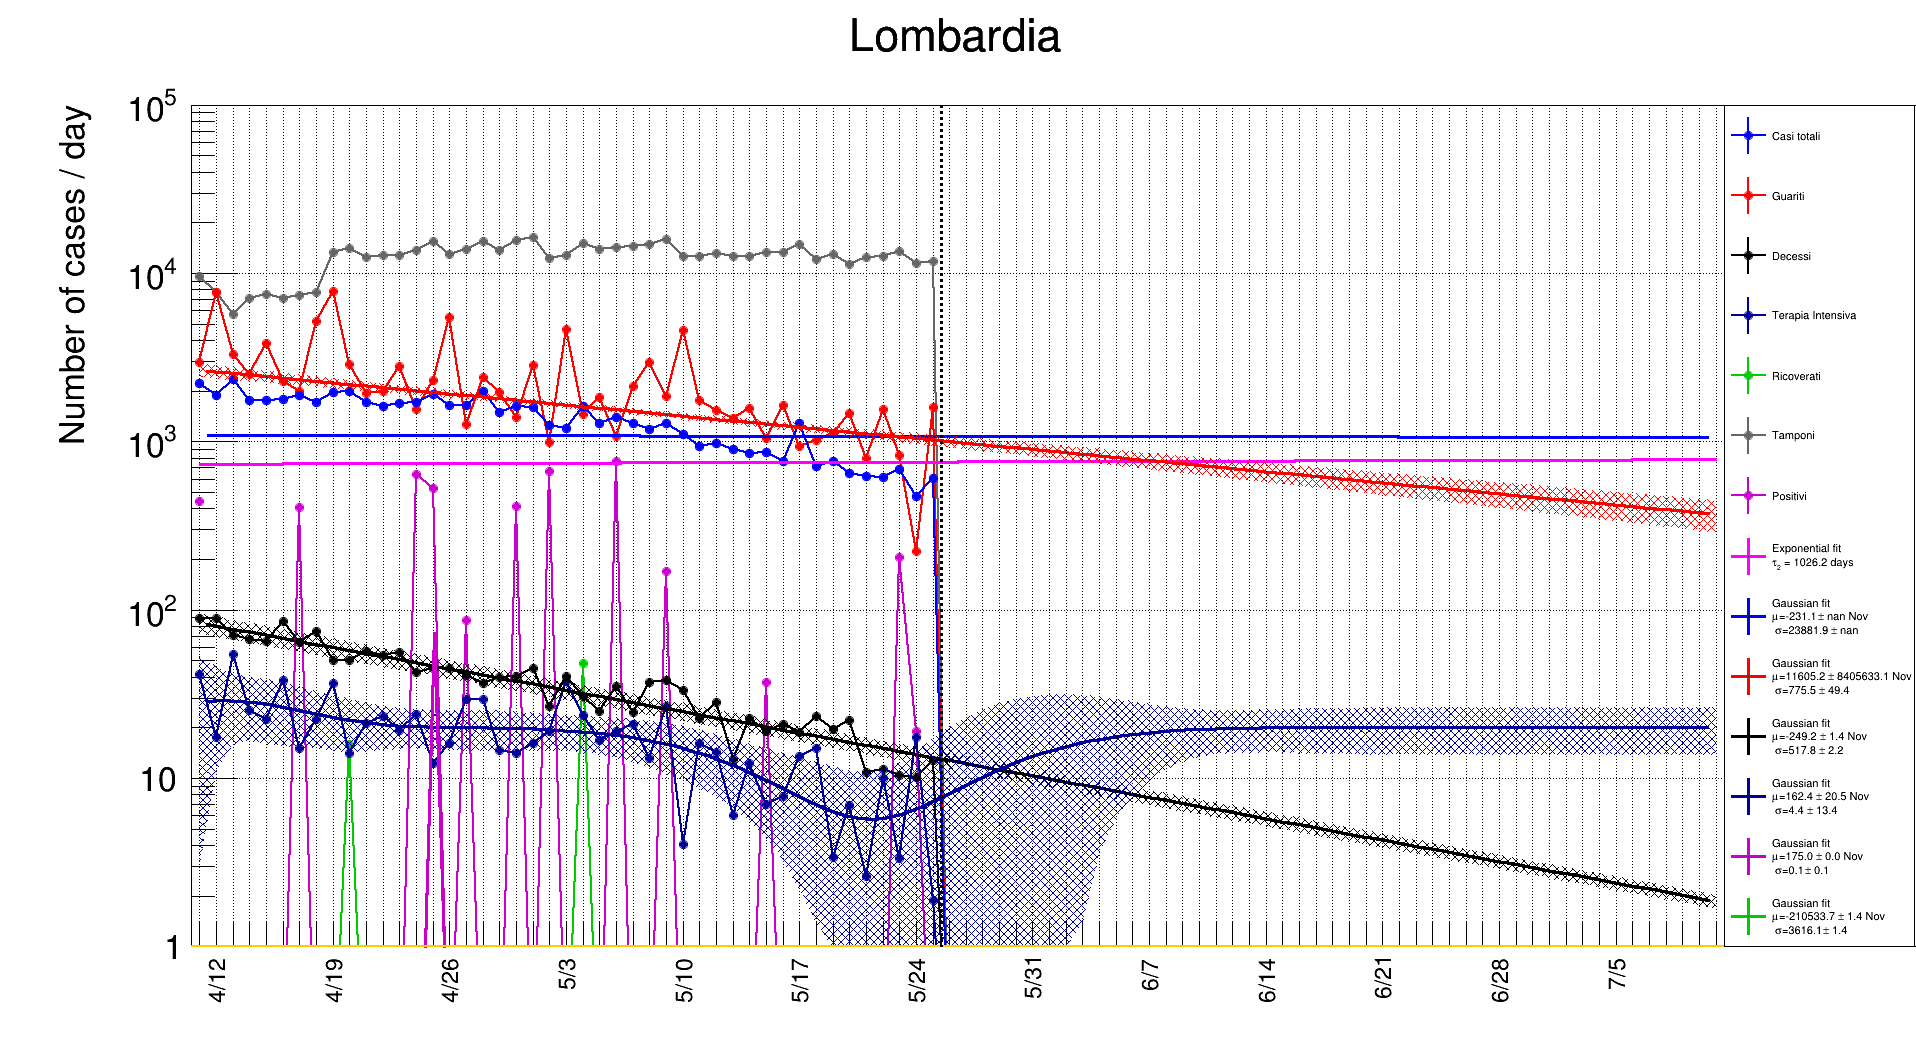 Lombardia
Number of cases / day
10^5
10^4
10^3
10^2
10
1
4/12
4/19
4/26
5/3
5/10
5/17
5/24
5/31
6/7
6/14
6/21
6/28
7/5
Casi totali
Guariti
Decessi
Terapia Intensiva
Ricoverati
Tamponi
Positivi
Exponential fit
τ₂ = 1026.2 days
Gaussian fit
μ=-231.1 ± nan Nov
σ=23881.9 ± nan
Gaussian fit
μ=11605.2 ± 8405633.1 Nov
σ=775.5 ± 49.4
Gaussian fit
μ=-249.2 ± 1.4 Nov
σ=517.8 ± 2.2
Gaussian fit
μ=162.4 ± 20.5 Nov
σ=4.4 ± 13.4
Gaussian fit
μ=175.0 ± 0.0 Nov
σ=0.1 ± 0.1
Gaussian fit
μ=-210533.7 ± 1.4 Nov
σ=3616.1 ± 1.4